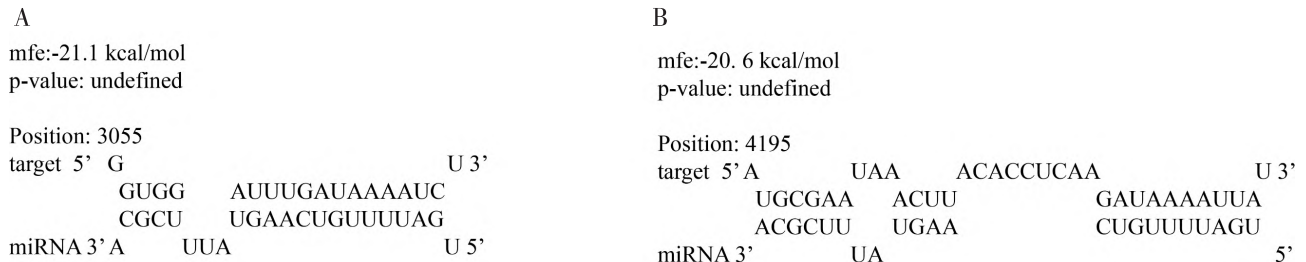 A
mfe:-21.1 kcal/mol
p-value: undefined
Position: 3055
target 5’ G U 3’
GUGG AUUUGAUAAAAUC
CGCU UGAACUGUUUUAG
miRNA 3’ A UUA U 5’
B
mfe:-20. 6 kcal/mol
p-value: undefined
Position: 4195
target 5’ A UAA ACACCUCAA U 3’
UGCGAA ACUU GAUAAAAUUA
ACGCUU UGAA CUGUUUUAGU
miRNA 3’ UA 5’